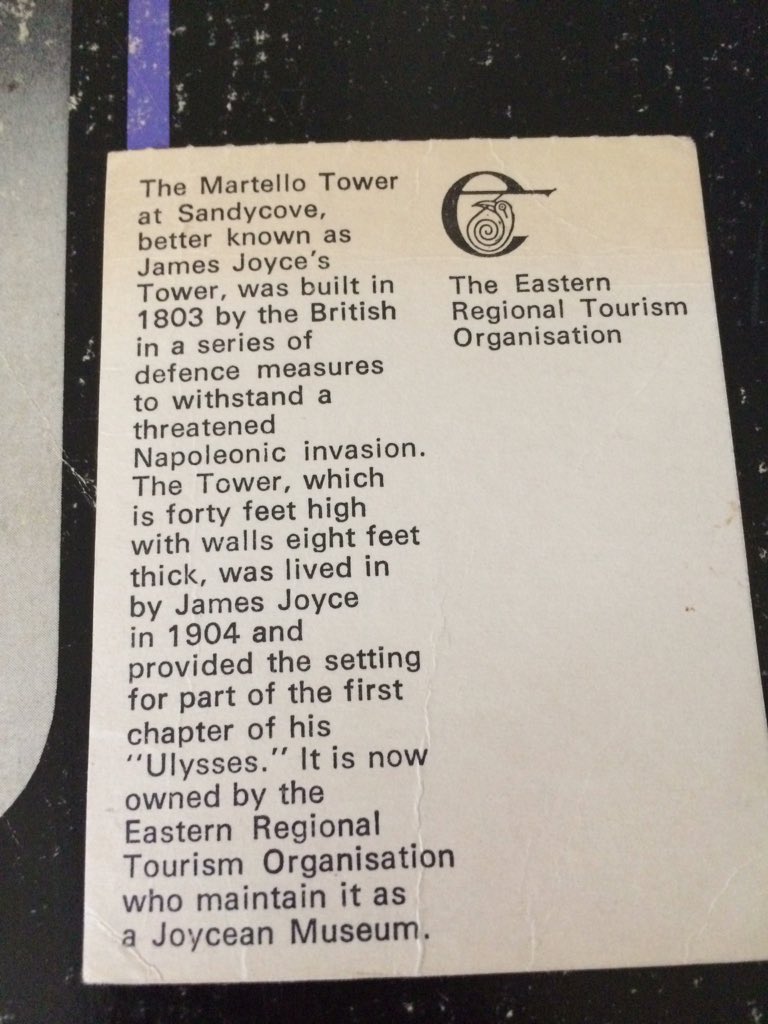 The Martello Tower
at Sandycove,
better known as
James Joyce's
Tower, was built in
1803 by the British
in a series of
defence measures
to withstand a
threatened
Napoleonic invasion.
The Tower, which
is forty feet high
with walls eight feet
thick, was lived in
by James Joyce
in 1904 and
provided the setting
for part of the first
chapter of his
"Ulysses." It is now
owned by the
Eastern Regional
Tourism Organisation
who maintain it as
a Joycean Museum.
The Eastern
Regional Tourism
Organisation